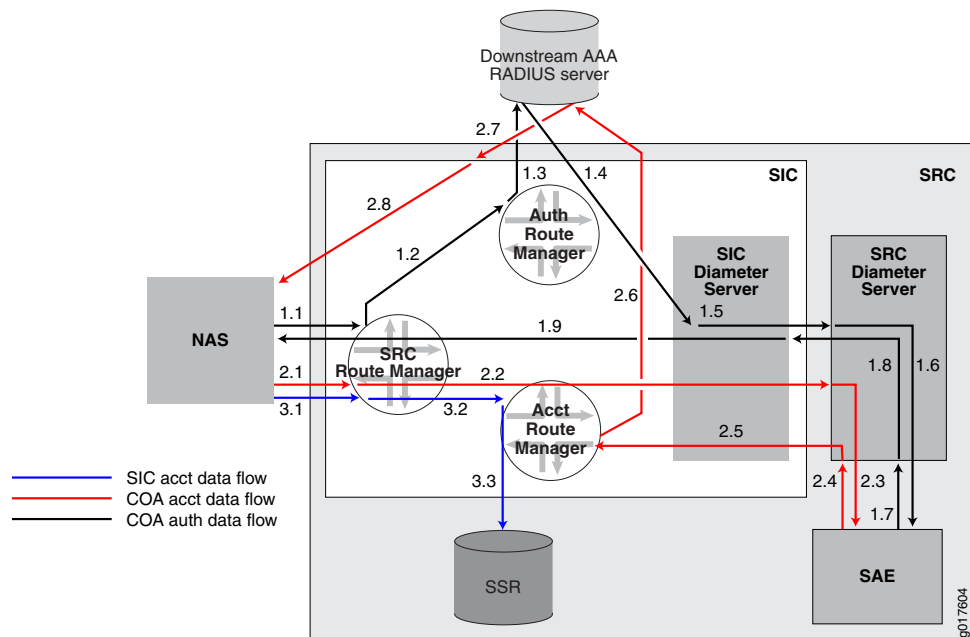 Downstream AAA
RADIUS server
2.7
1.3
1.4
SIC
SRC
2.8
Auth
Route
Manager
1.2
SIC
Diameter
Server
SRC
Diameter
Server
2.6
NAS
1.1
1.9
1.5
SRC
Route Manager
1.8
1.6
2.1
2.2
3.1
3.2
Acct
Route
Manager
2.5
SIC acct data flow
COA acct data flow
COA auth data flow
3.3
2.4
2.3
1.7
SSR
SAE
g017604